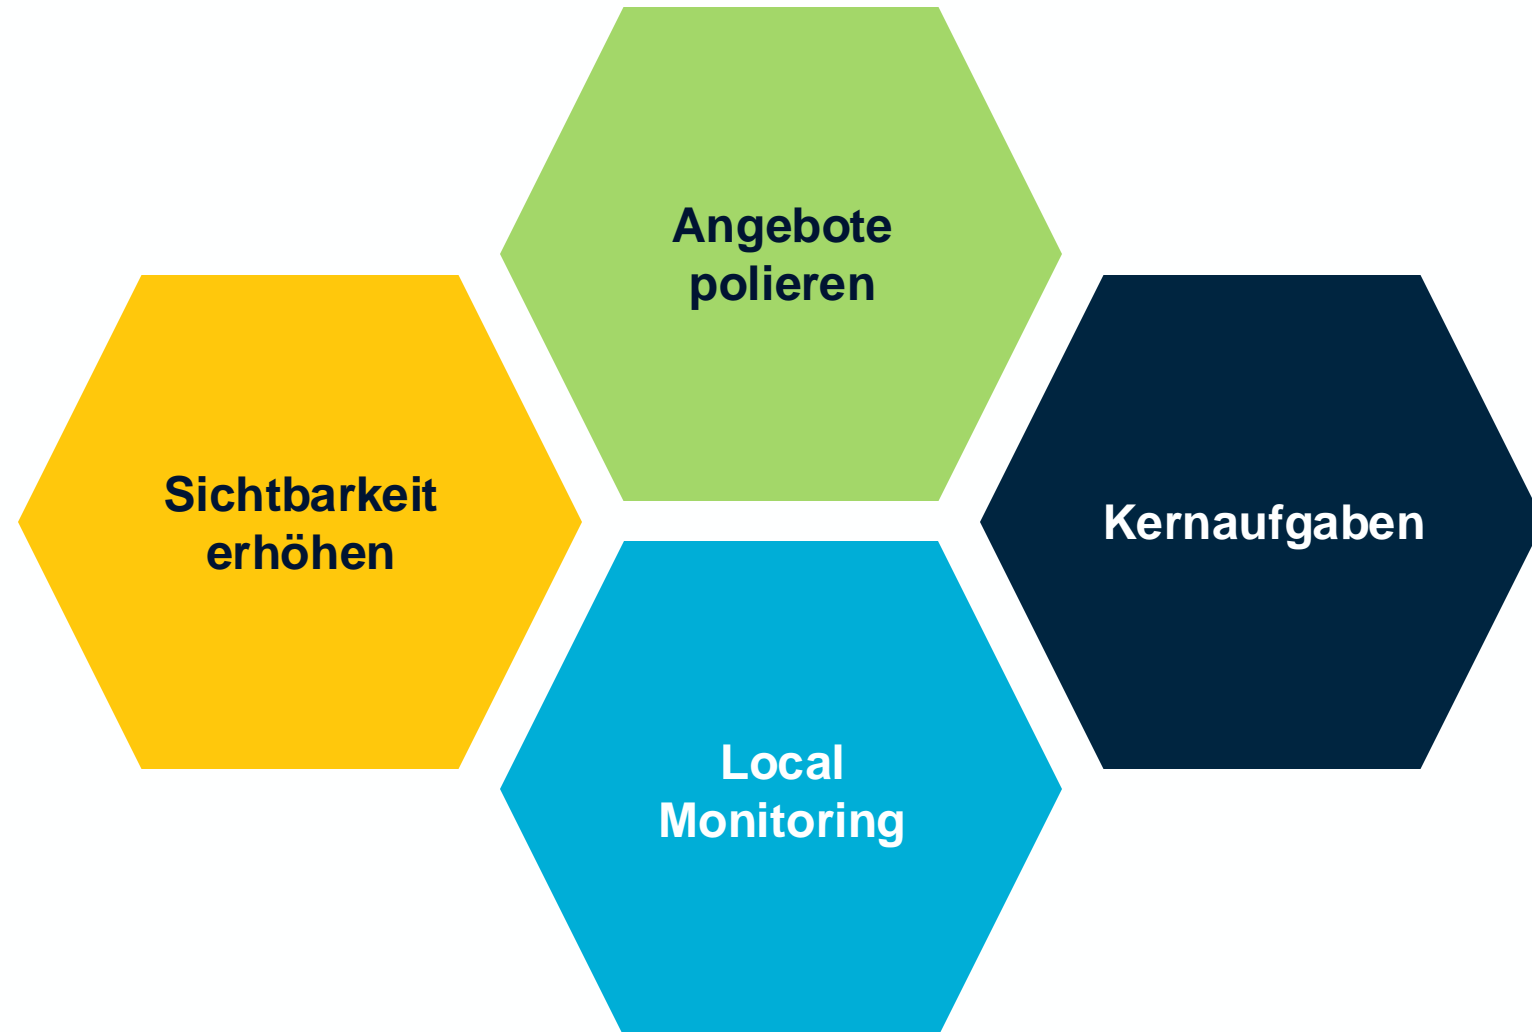 Angebote
polieren
Sichtbarkeit
erhöhen
Kernaufgaben
Local
Monitoring